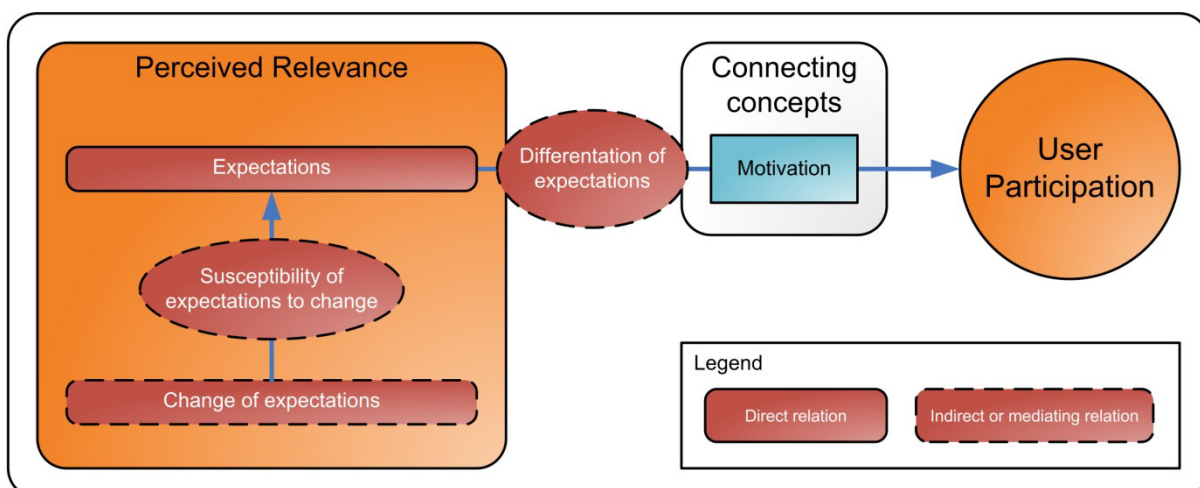 Perceived Relevance
Expectations
Susceptibility of
expectations to change
Change of expectations
Differentation of
expectations
Connecting
concepts
Motivation
User
Participation
Legend
Direct relation
Indirect or mediating relation